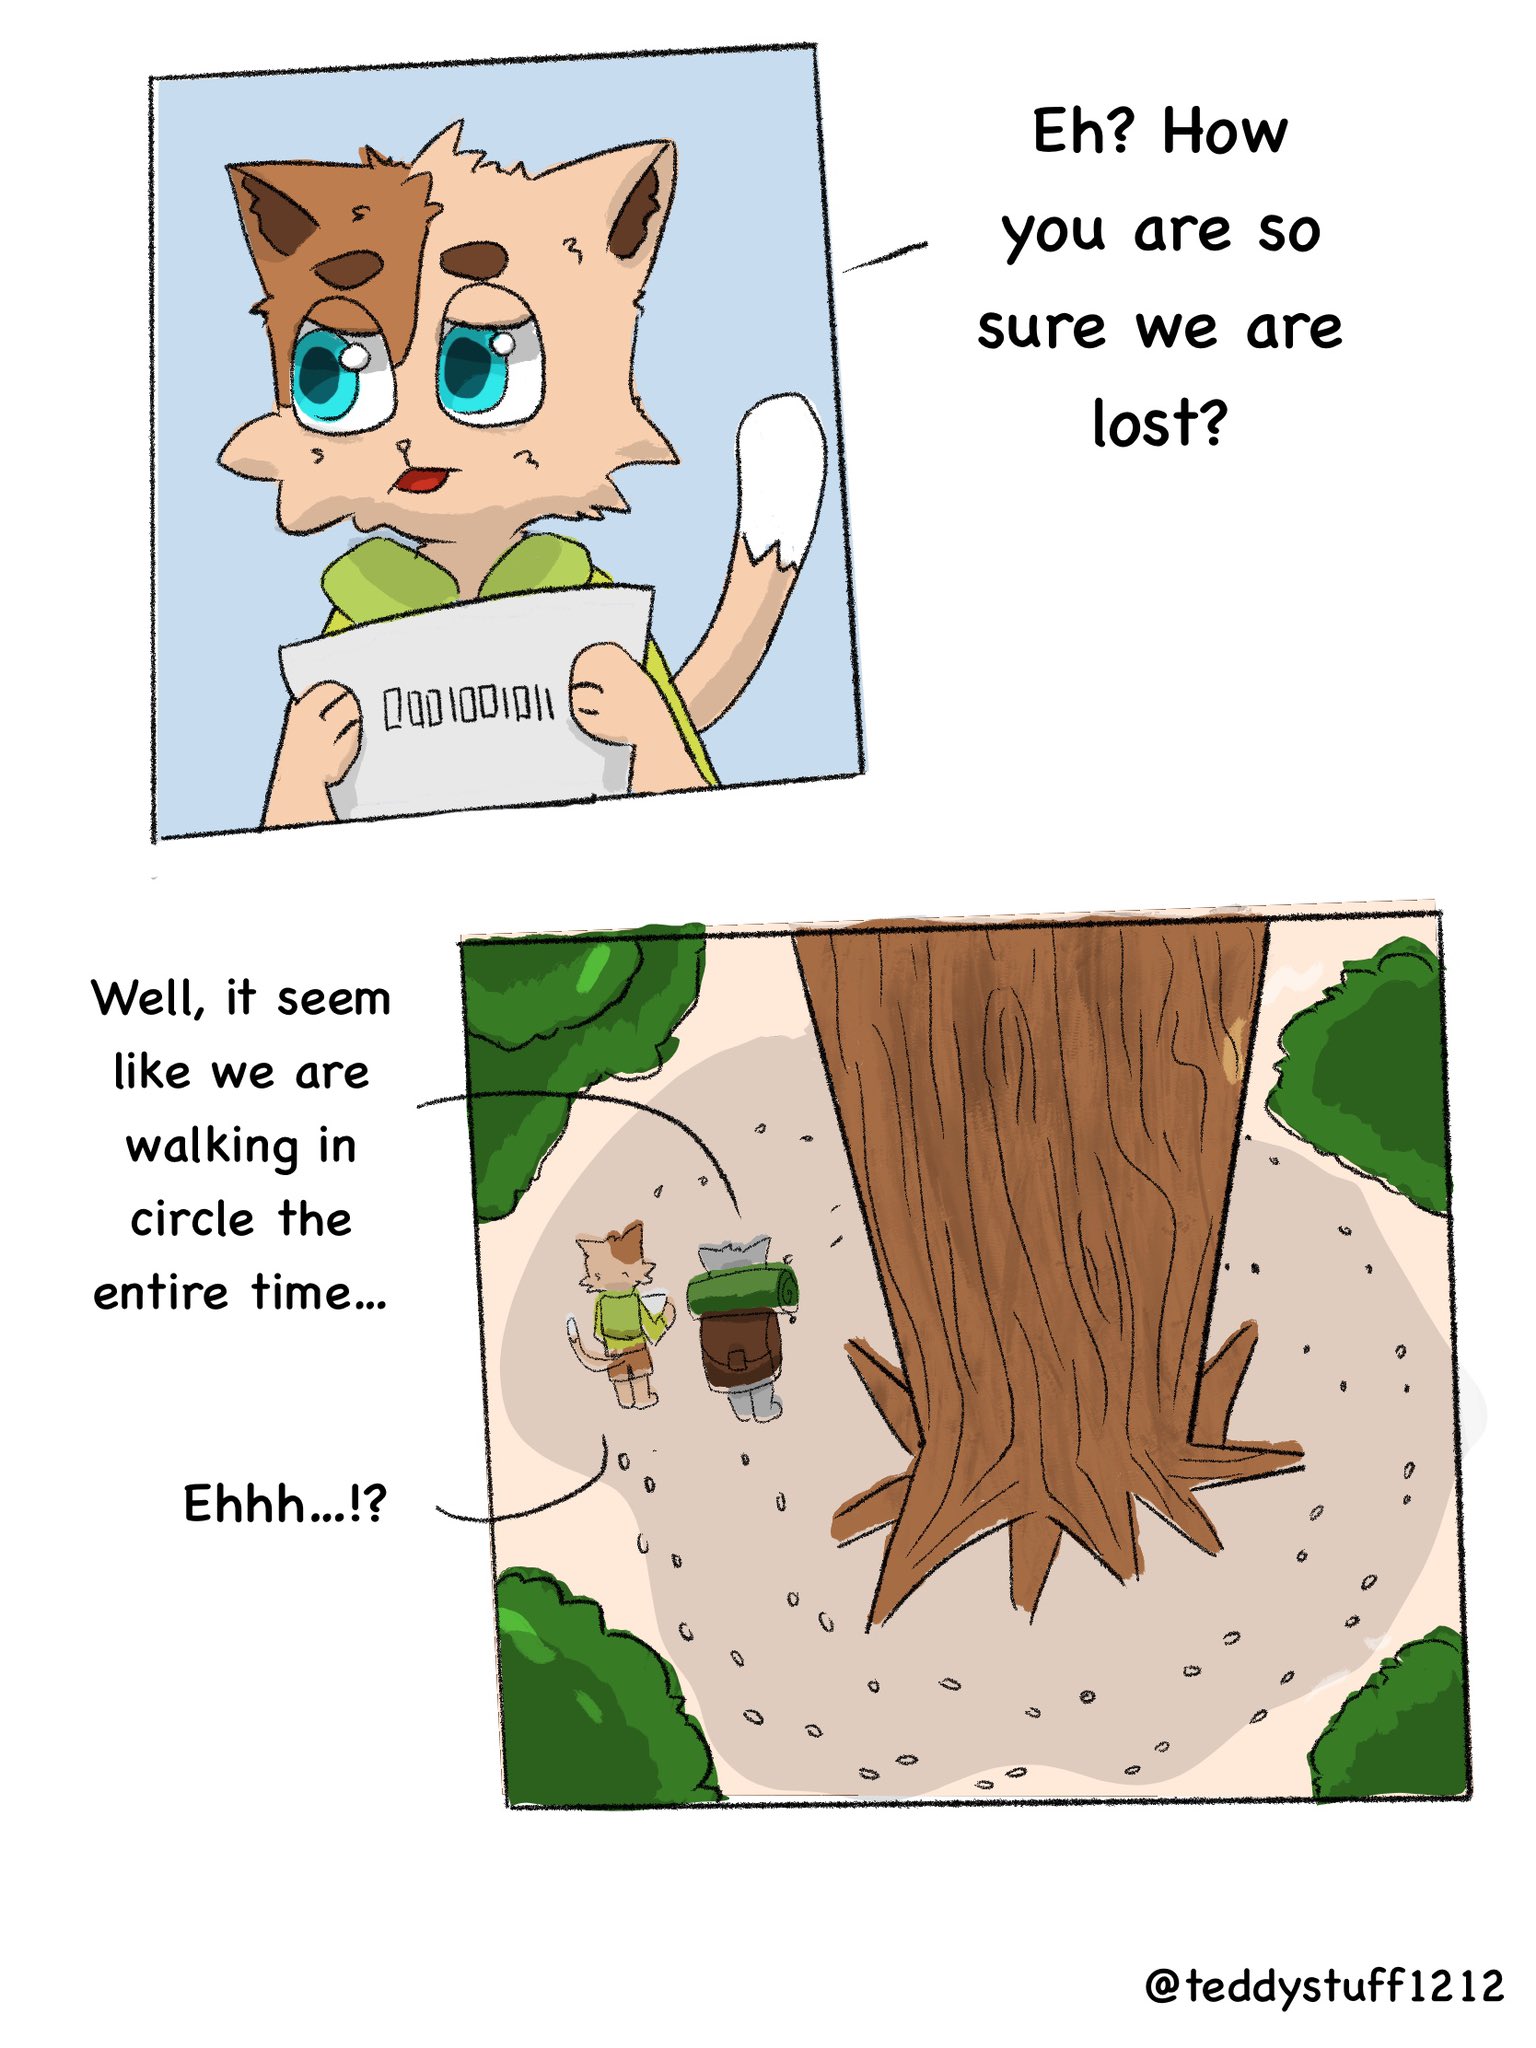 Eh? How
you are so
sure we are
lost?
Well, it seem
like we are
walking in
circle the
entire time...
Ehhh...!?
@teddystuff1212